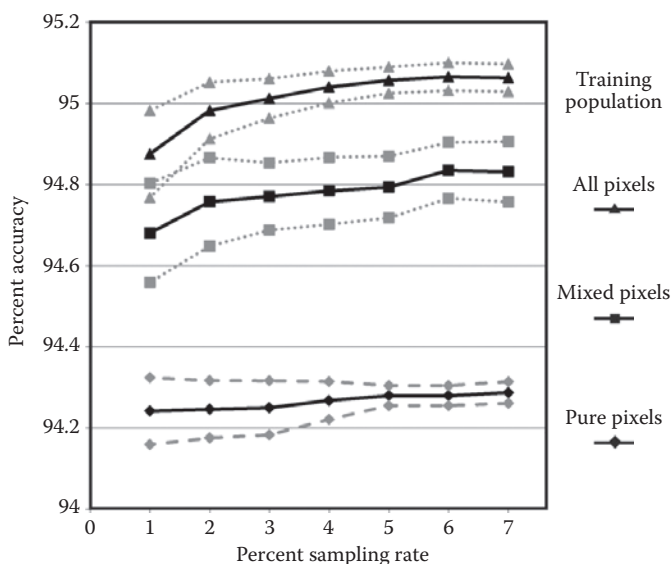 95.2
95
94.8
94.6
94.4
94.2
94
Percent accuracy
0 1 2 3 4 5 6 7
Percent sampling rate
Training
population
All pixels
Mixed pixels
Pure pixels